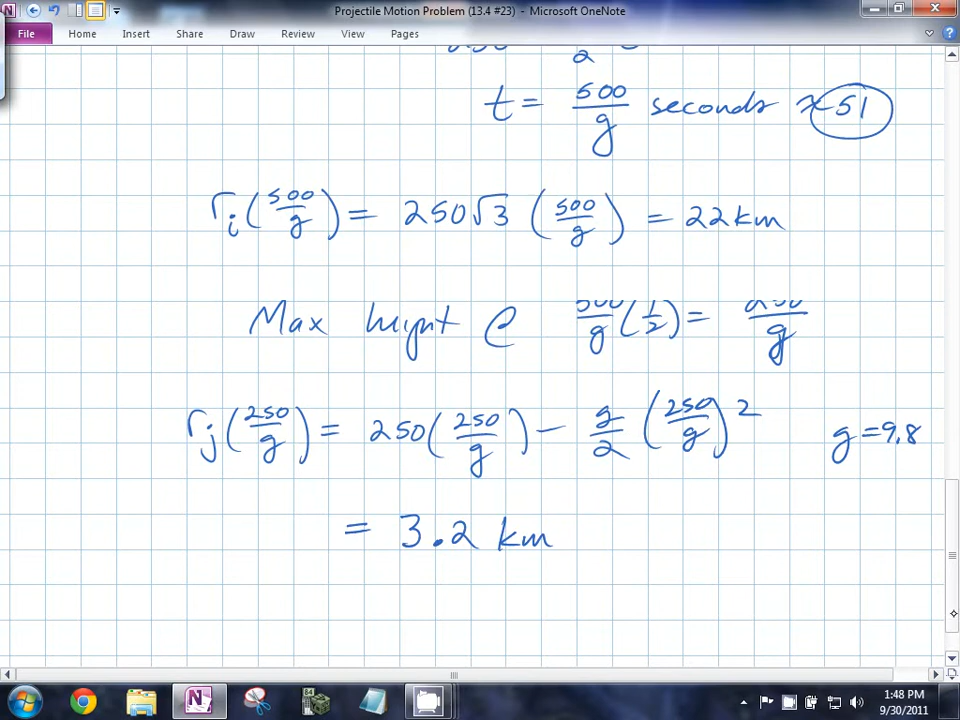 Projectile Motion Problem (13.4 #23) - Microsoft OneNote
File Home Insert Share Draw Review View Pages
2
t = 500/g seconds ≈ 51
r_i(500/g) = 250√3 (500/g) = 22 km
Max height @ 500/g (1/2) = 250/g
r_j(250/g) = 250(250/g) - g/2 (250/g)^2 g = 9.8
= 3.2 km
1:48 PM
9/30/2011